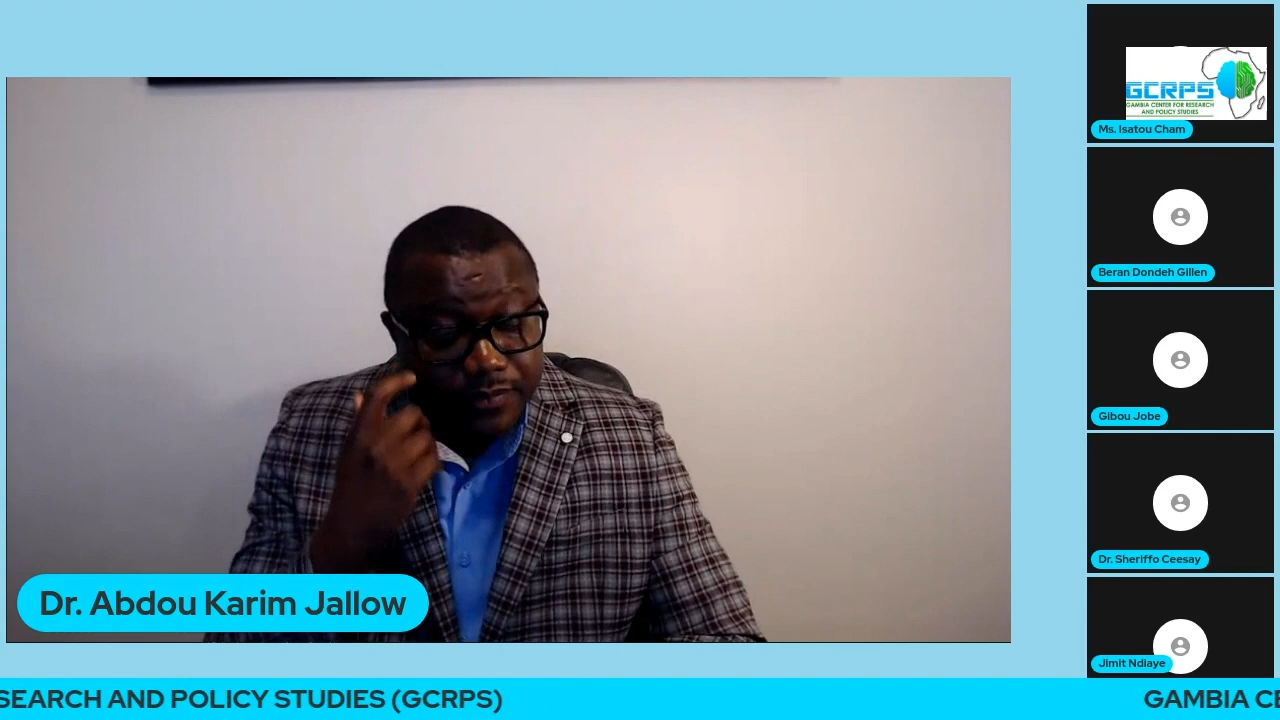 GCRPS
GAMBIA CENTER FOR RESEARCH
AND POLICY STUDIES
Ms. Isatou Cham
Beran Dondeh Gillen
Gibou Jobe
Dr. Sheriffo Ceesay
Jimit Ndiaye
Dr. Abdou Karim Jallow
SEARCH AND POLICY STUDIES (GCRPS) GAMBIA CE